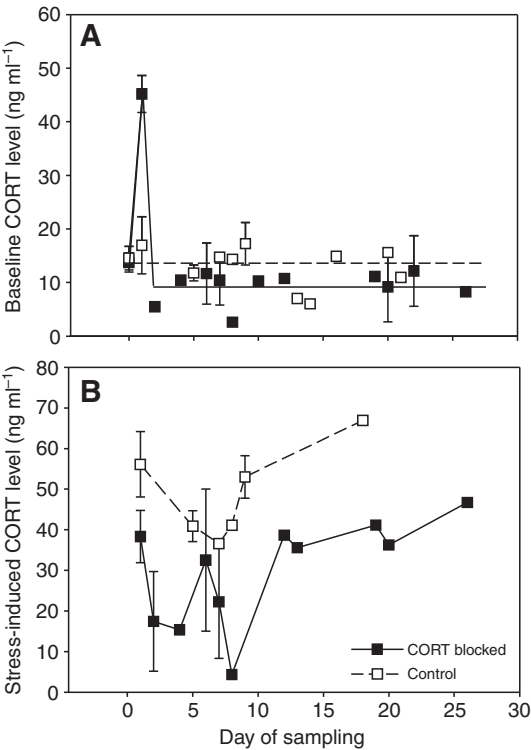 A
Baseline CORT level (ng ml⁻¹)
60
50
40
30
20
10
0
B
Stress-induced CORT level (ng ml⁻¹)
80
70
60
50
40
30
20
10
0
CORT blocked
Control
0 5 10 15 20 25 30
Day of sampling